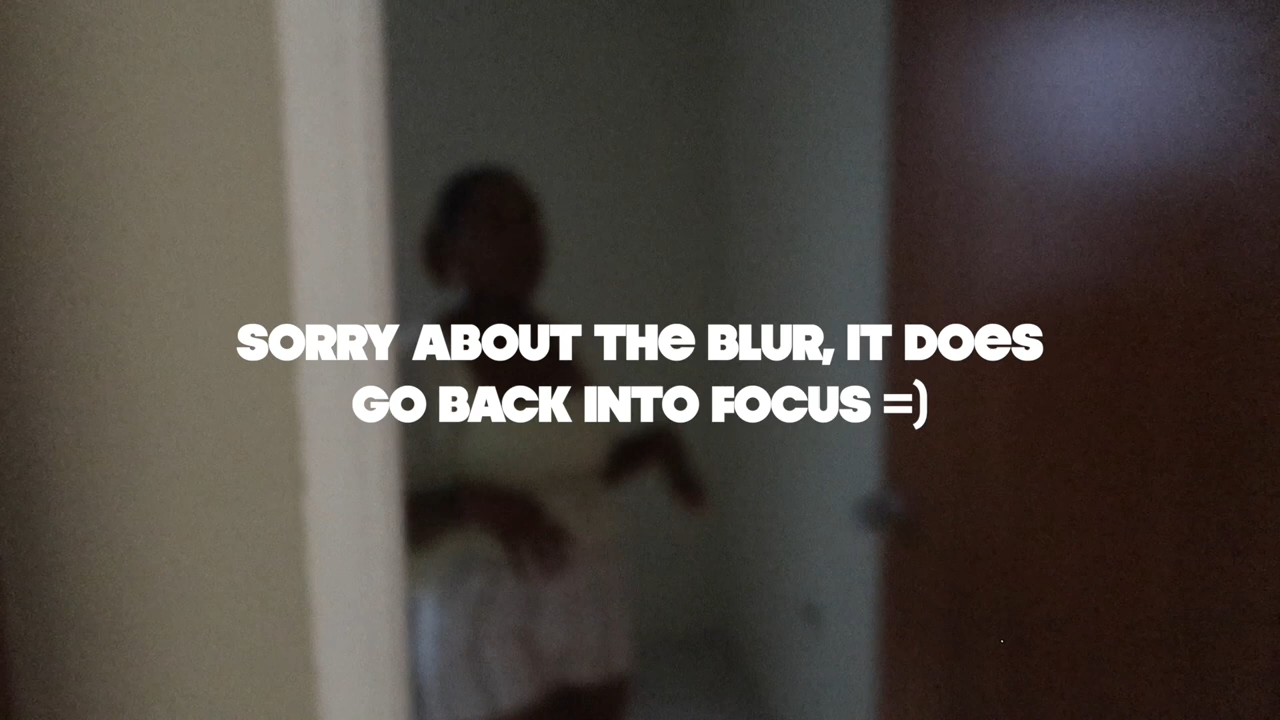 SORRY ABOUT THE BLUR, IT DOES
GO BACK INTO FOCUS =)